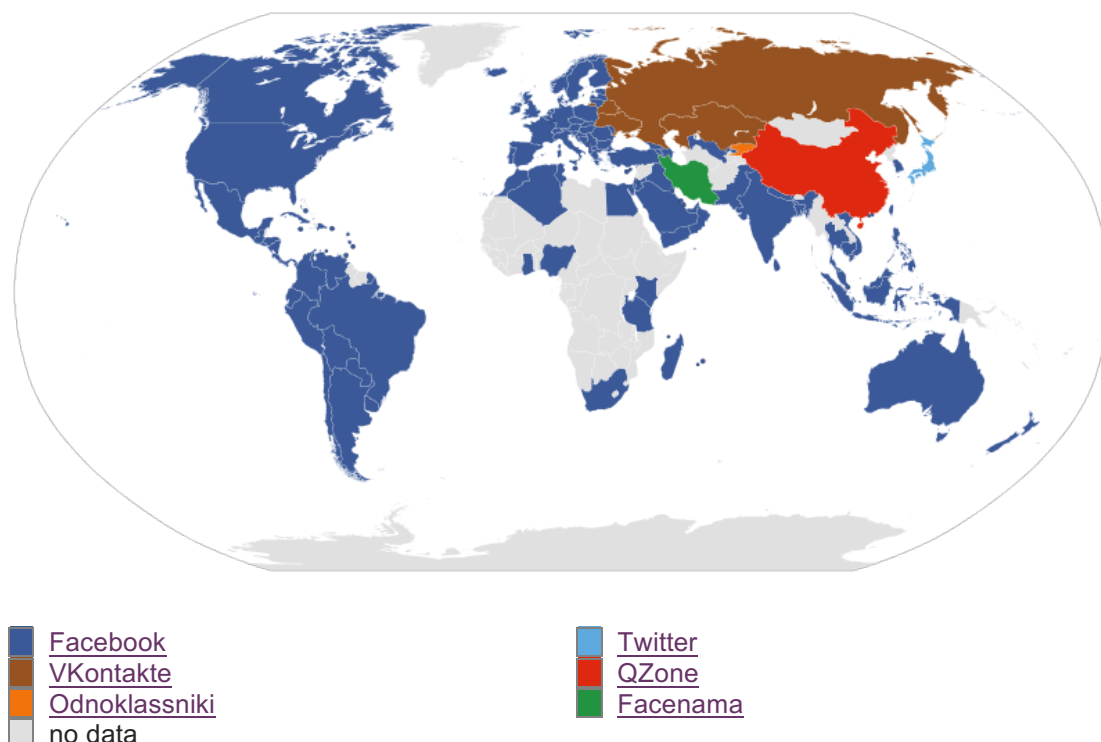 Facebook
VKontakte
Odnoklassniki
no data
Twitter
QZone
Facenama